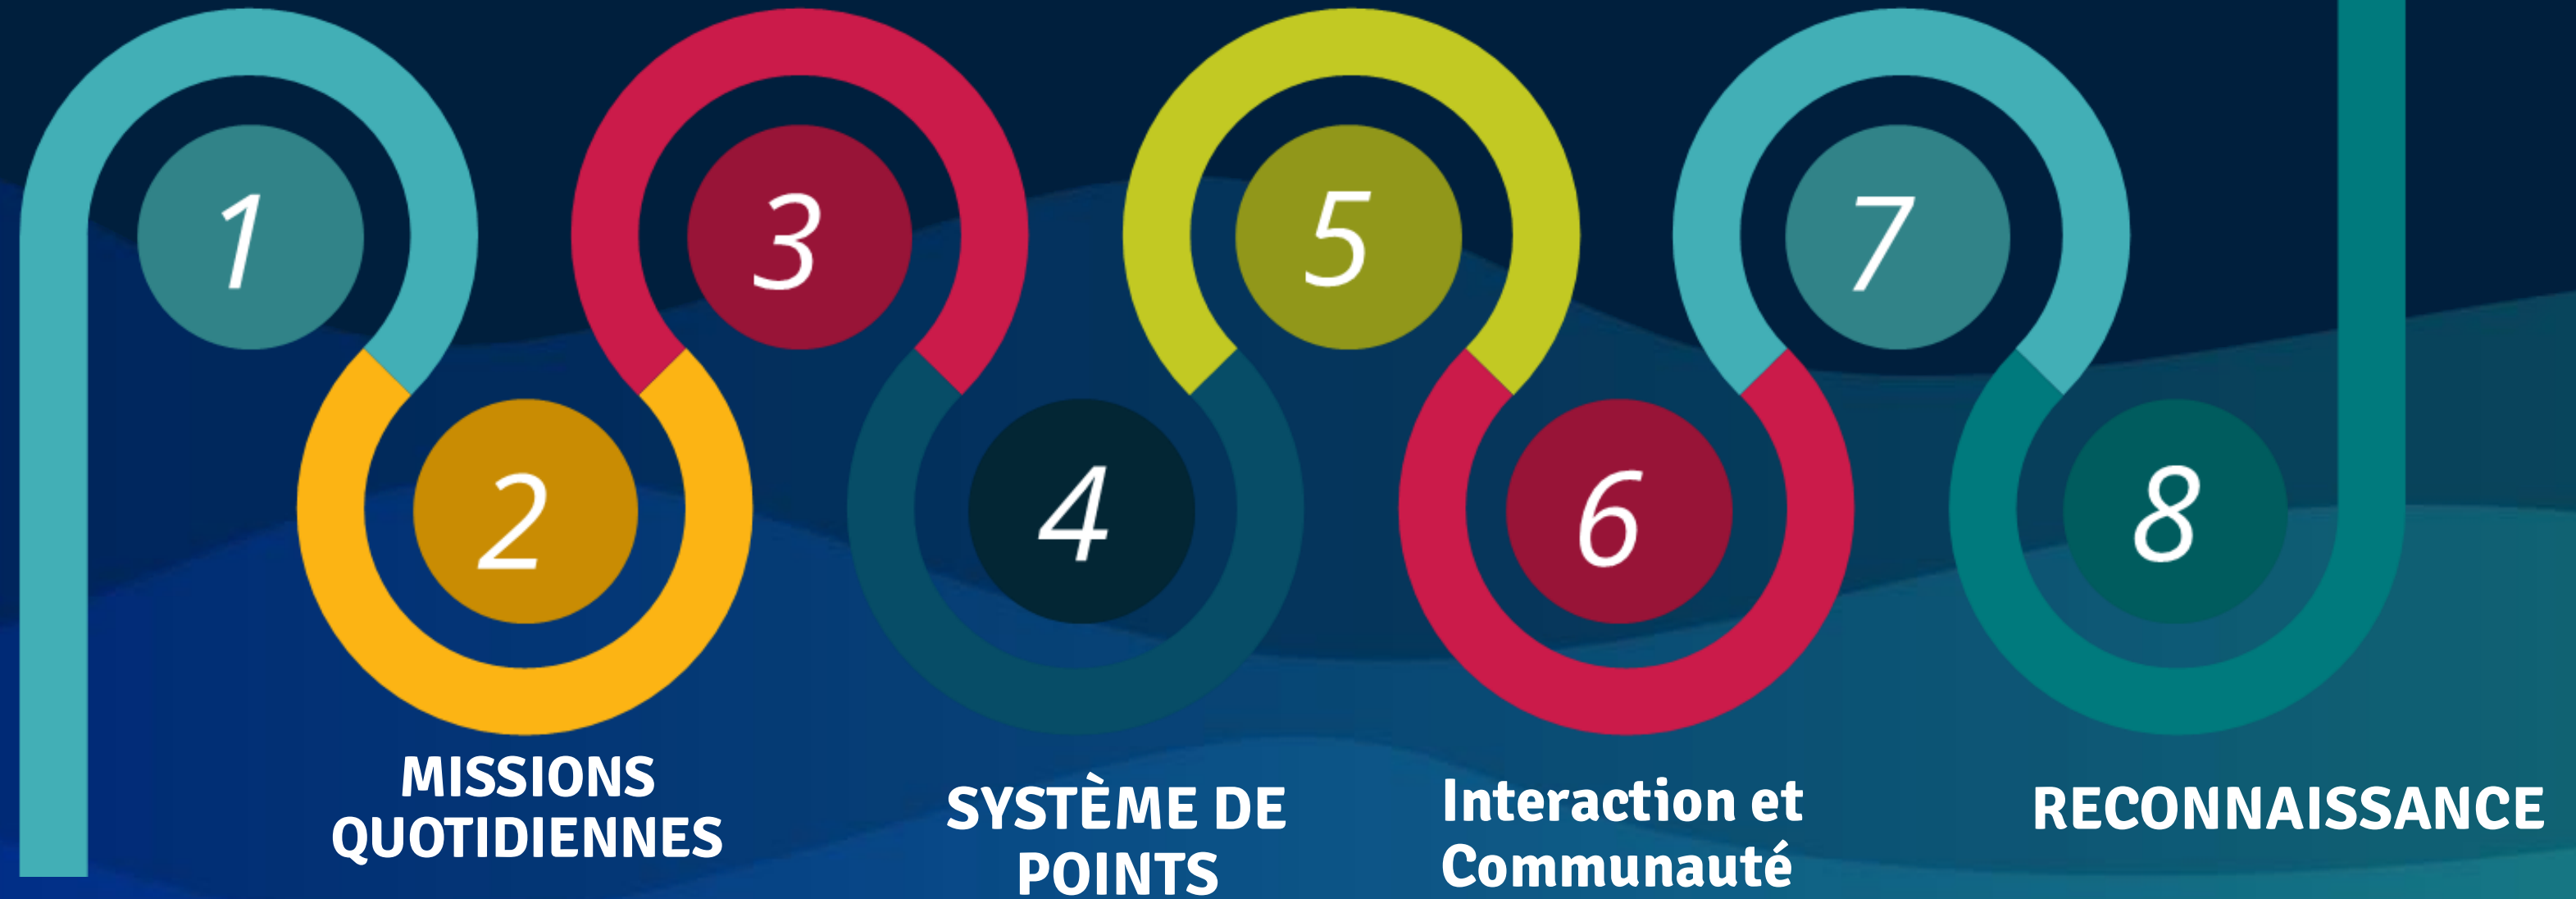 1
3
5
7
2
4
6
8
MISSIONS
QUOTIDIENNES
SYSTÈME DE
POINTS
Interaction et
Communauté
RECONNAISSANCE